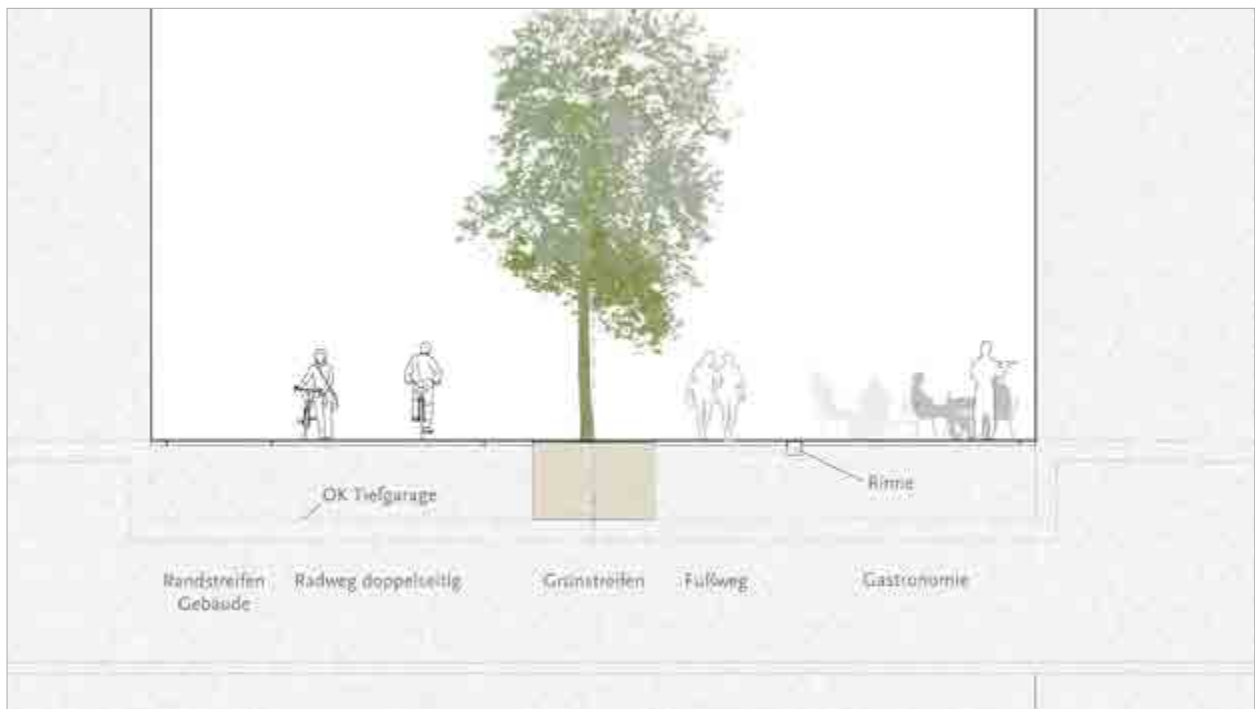 OK Tiefgarage
Rinne
Randstreifen
Gebäude
Radweg doppelseitig
Grünstreifen
Fußweg
Gastronomie